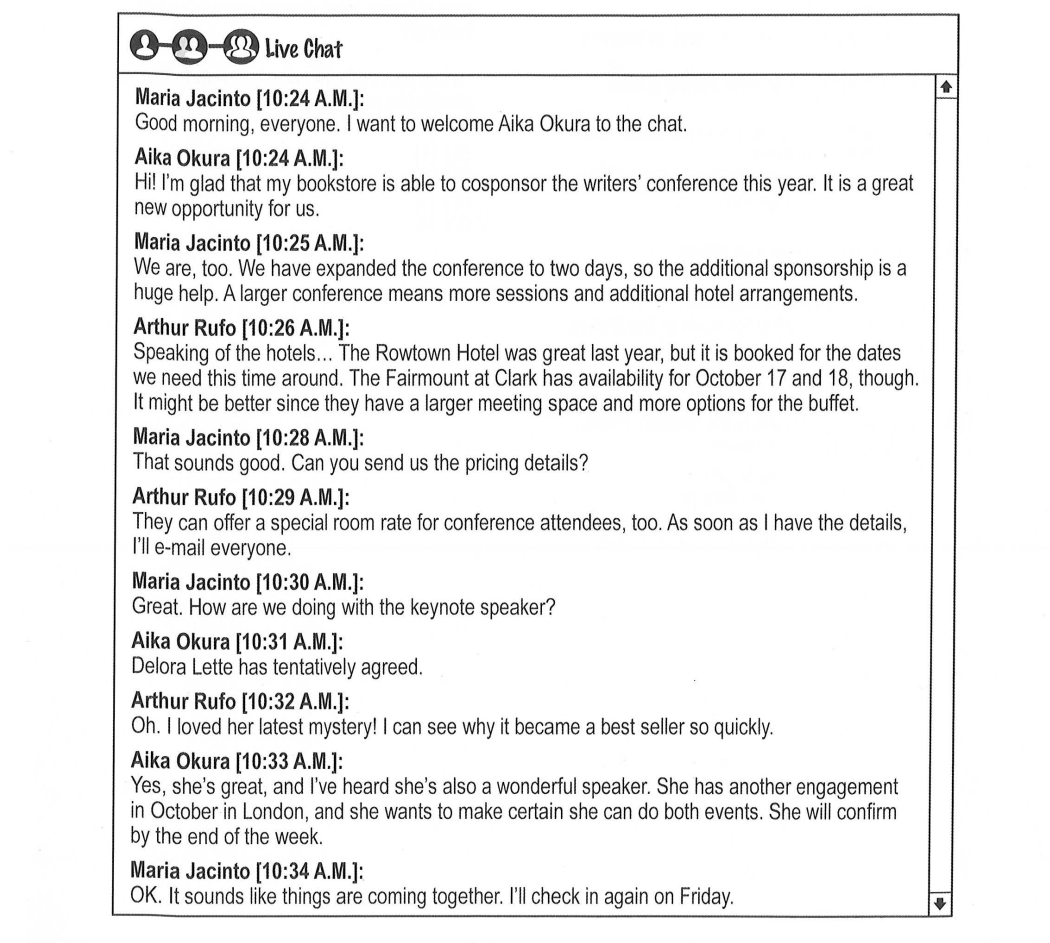 Live Chat
Maria Jacinto [10:24 A.M.]:
Good morning, everyone. I want to welcome Aika Okura to the chat.
Aika Okura [10:24 A.M.]:
Hi! I'm glad that my bookstore is able to cosponsor the writers' conference this year. It is a great
new opportunity for us.
Maria Jacinto [10:25 A.M.]:
We are, too. We have expanded the conference to two days, so the additional sponsorship is a
huge help. A larger conference means more sessions and additional hotel arrangements.
Arthur Rufo [10:26 A.M.]:
Speaking of the hotels... The Rowtown Hotel was great last year, but it is booked for the dates
we need this time around. The Fairmount at Clark has availability for October 17 and 18, though.
It might be better since they have a larger meeting space and more options for the buffet.
Maria Jacinto [10:28 A.M.]:
That sounds good. Can you send us the pricing details?
Arthur Rufo [10:29 A.M.]:
They can offer a special room rate for conference attendees, too. As soon as I have the details,
I'll e-mail everyone.
Maria Jacinto [10:30 A.M.]:
Great. How are we doing with the keynote speaker?
Aika Okura [10:31 A.M.]:
Delora Lette has tentatively agreed.
Arthur Rufo [10:32 A.M.]:
Oh. I loved her latest mystery! I can see why it became a best seller so quickly.
Aika Okura [10:33 A.M.]:
Yes, she's great, and I've heard she's also a wonderful speaker. She has another engagement
in October in London, and she wants to make certain she can do both events. She will confirm
by the end of the week.
Maria Jacinto [10:34 A.M.]:
OK. It sounds like things are coming together. I'll check in again on Friday.